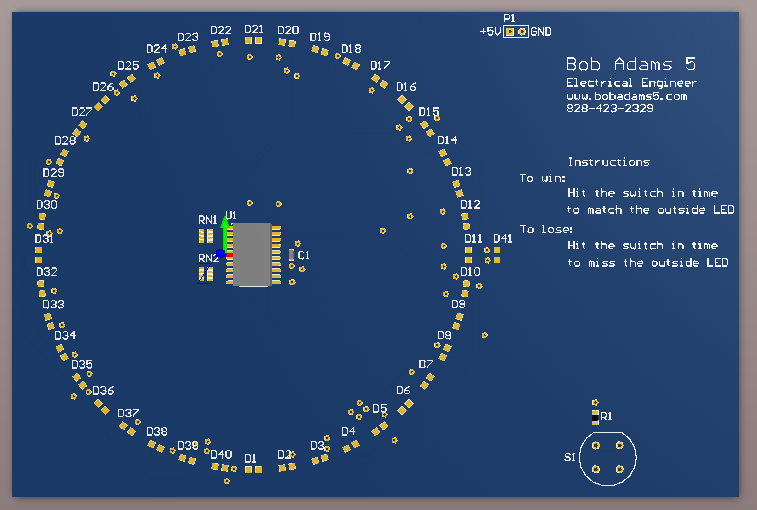 P1
+5V GND
Bob Adams 5
Electrical Engineer
www.bobadams5.com
828-423-2329
Instructions
To win:
Hit the switch in time
to match the outside LED
To lose:
Hit the switch in time
to miss the outside LED
D21
D22
D20
D23
D19
D24
D18
D25
D17
D26
D16
D27
D15
D28
D14
D29
D13
D30
D12
RN1
U1
D31
D11
D41
RN2
C1
D32
D10
D33
D9
D34
D8
D35
D7
D36
D6
D37
D5
D38
D4
D39
D3
D40
D1
D2
R1
S1